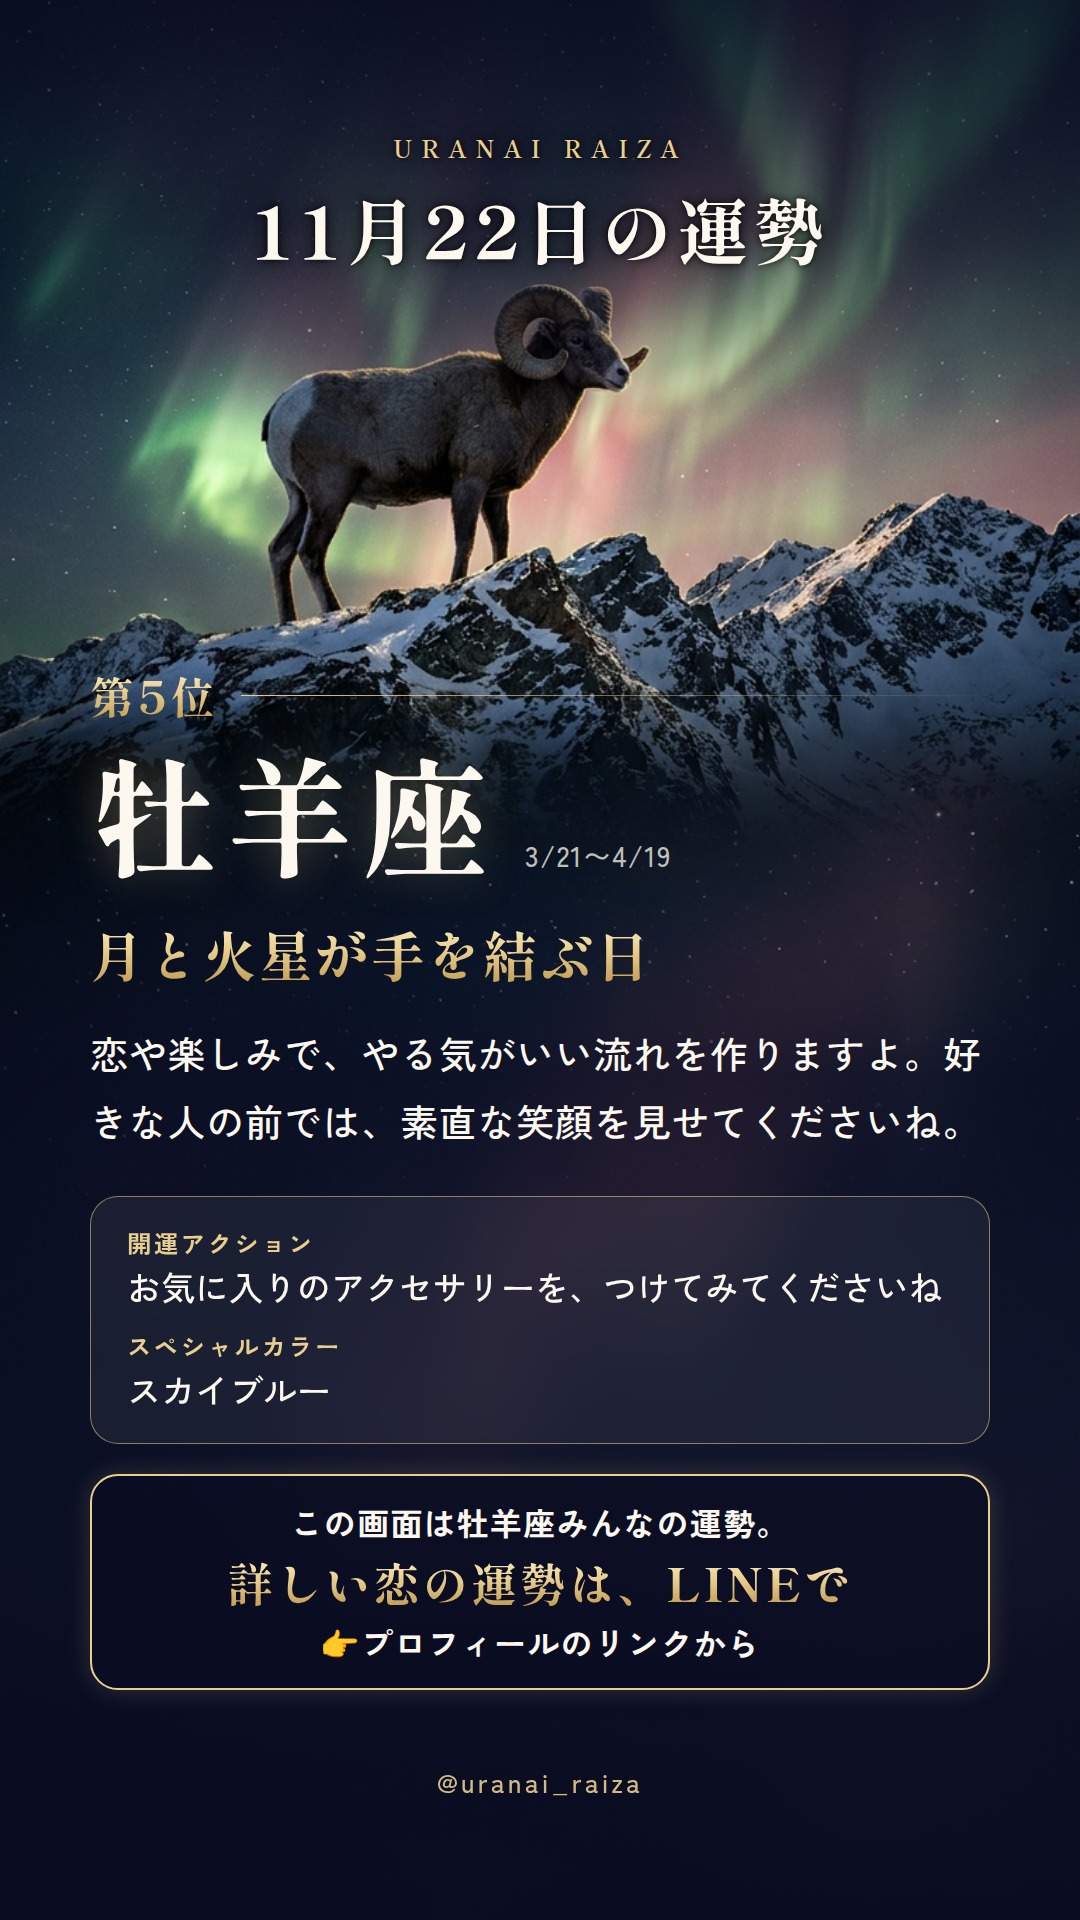 URANAI RAIZA
11月22日の運勢
第5位
牡羊座 3/21〜4/19
月と火星が手を結ぶ日
恋や楽しみで、やる気がいい流れを作りますよ。好
きな人の前では、素直な笑顔を見せてくださいね。
開運アクション
お気に入りのアクセサリーを、つけてみてくださいね
スペシャルカラー
スカイブルー
この画面は牡羊座みんなの運勢。
詳しい恋の運勢は、LINEで
👉プロフィールのリンクから
@uranai_raiza